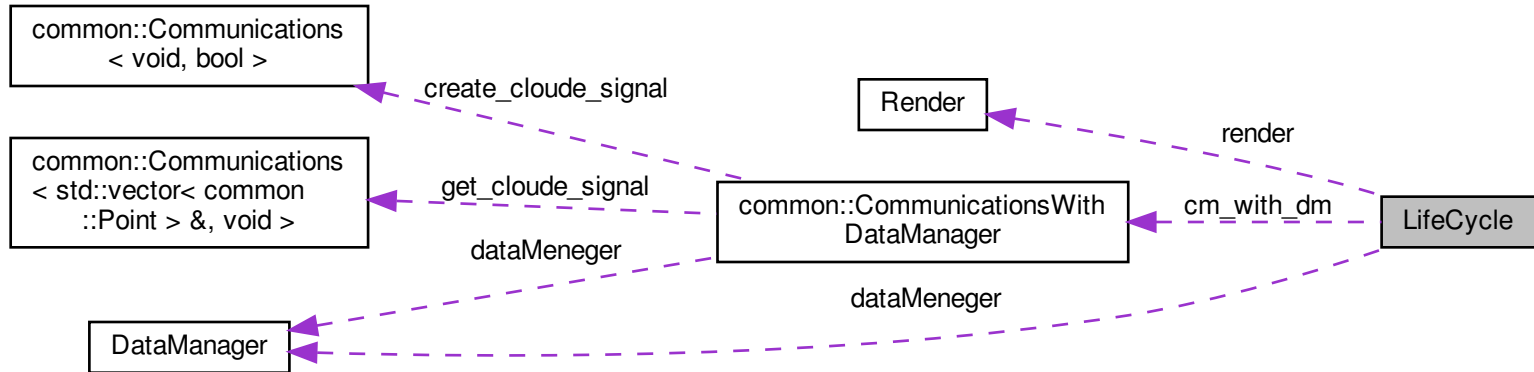 common::Communications
< void, bool >
create_cloude_signal
Render
render
common::Communications
< std::vector< common
::Point > &, void >
get_cloude_signal
common::CommunicationsWith
DataManager
cm_with_dm
LifeCycle
dataMeneger
dataMeneger
DataManager